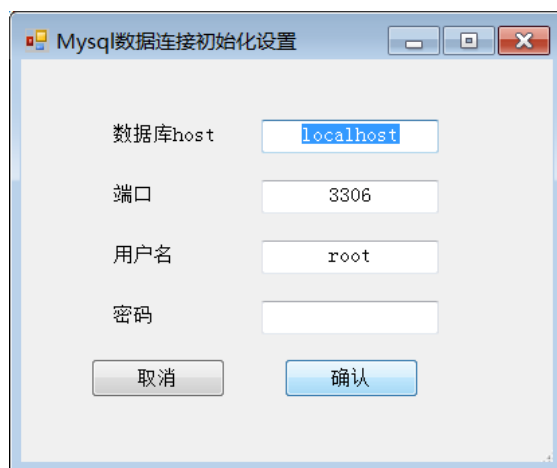 Mysql数据连接初始化设置
数据库host localhost
端口 3306
用户名 root
密码
取消 确认